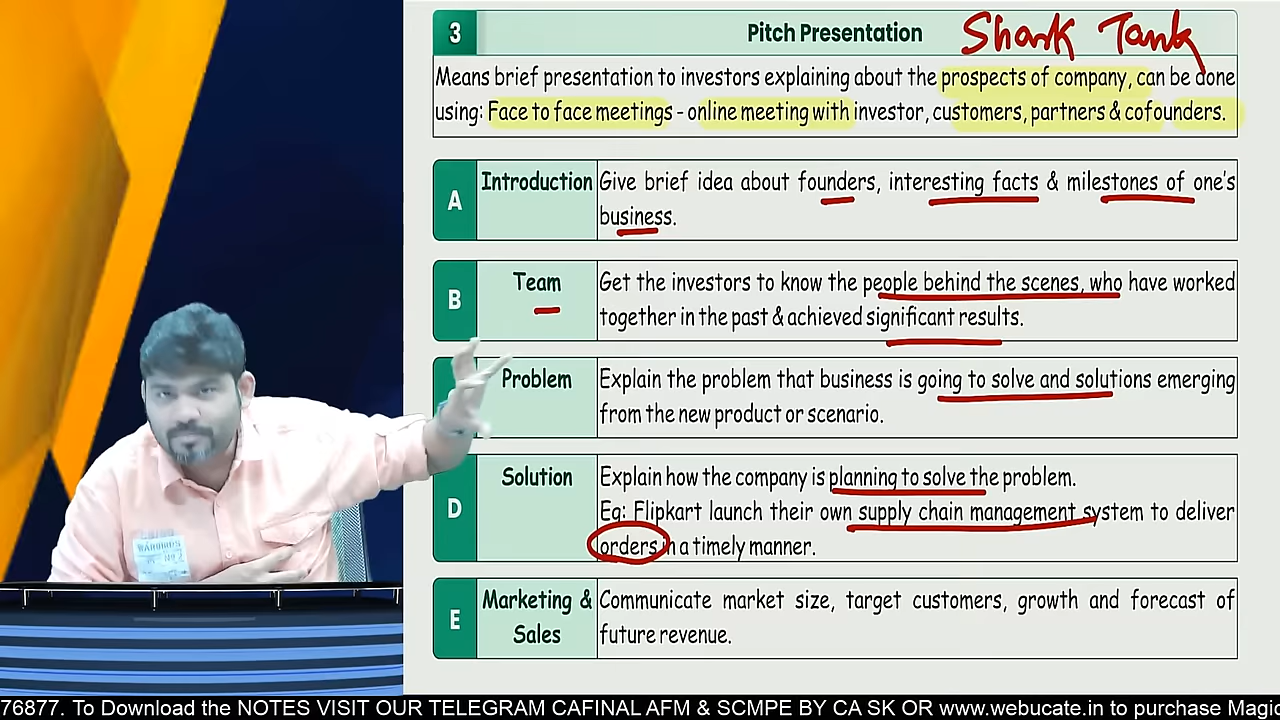 3 Pitch Presentation Shark Tank
Means brief presentation to investors explaining about the prospects of company, can be done
using: Face to face meetings - online meeting with investor, customers, partners & cofounders.
A Introduction Give brief idea about founders, interesting facts & milestones of one's
business.
B Team Get the investors to know the people behind the scenes, who have worked
together in the past & achieved significant results.
Problem Explain the problem that business is going to solve and solutions emerging
from the new product or scenario.
D Solution Explain how the company is planning to solve the problem.
Eg: Flipkart launch their own supply chain management system to deliver
orders in a timely manner.
E Marketing & Sales Communicate market size, target customers, growth and forecast of
future revenue.
76877. To Download the NOTES VISIT OUR TELEGRAM CAFINAL AFM & SCMPE BY CA SK OR www.webucate.in to purchase Magic